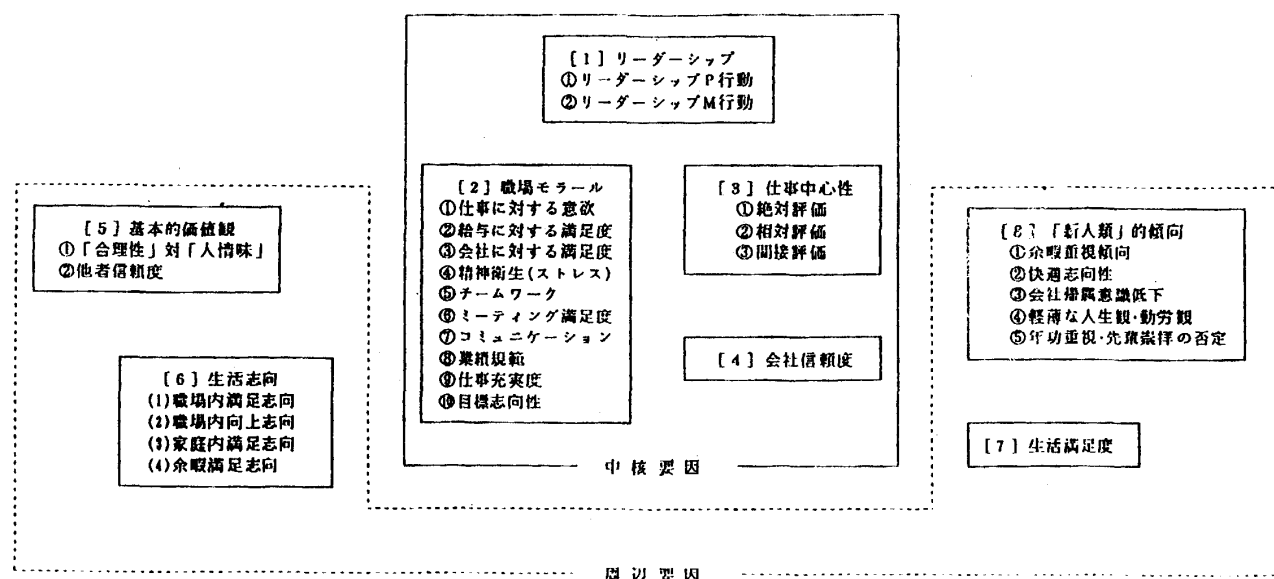 [1] リーダーシップ
①リーダーシップP行動
②リーダーシップM行動
[2] 職場モラール
①仕事に対する意欲
②給与に対する満足度
③会社に対する満足度
④精神衛生(ストレス)
⑤チームワーク
⑥ミーティング満足度
⑦コミュニケーション
⑧業績規範
⑨仕事充実度
⑩目標志向性
[3] 仕事中心性
①絶対評価
②相対評価
③間接評価
[4] 会社信頼度
中核要因
[5] 基本的価値観
①「合理性」対「人情味」
②他者信頼度
[6] 生活志向
(1)職場内満足志向
(2)職場内向上志向
(3)家庭内満足志向
(4)余暇満足志向
[8] 「新人類」的傾向
①余暇重視傾向
②快適志向性
③会社帰属意識低下
④軽薄な人生観・勤労観
⑤年功重視・先輩崇拝の否定
[7] 生活満足度
周辺要因